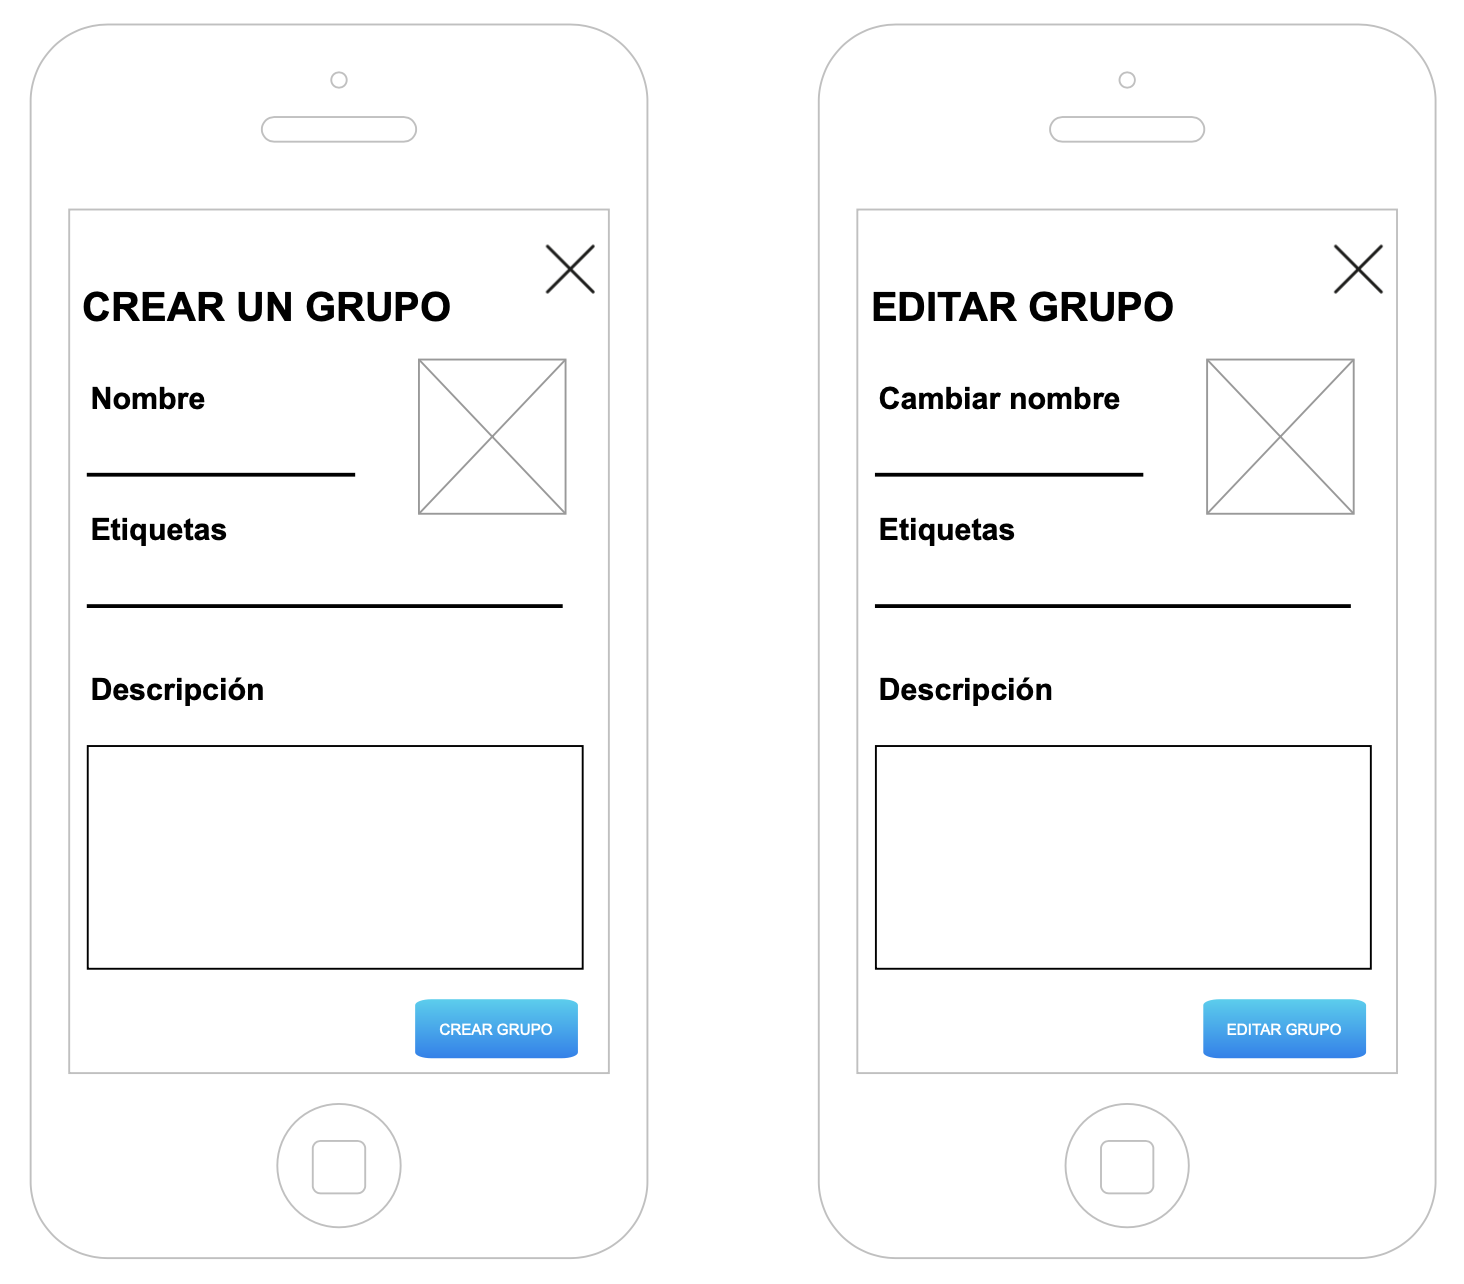 CREAR UN GRUPO
Nombre
Etiquetas
Descripción
CREAR GRUPO
EDITAR GRUPO
Cambiar nombre
Etiquetas
Descripción
EDITAR GRUPO